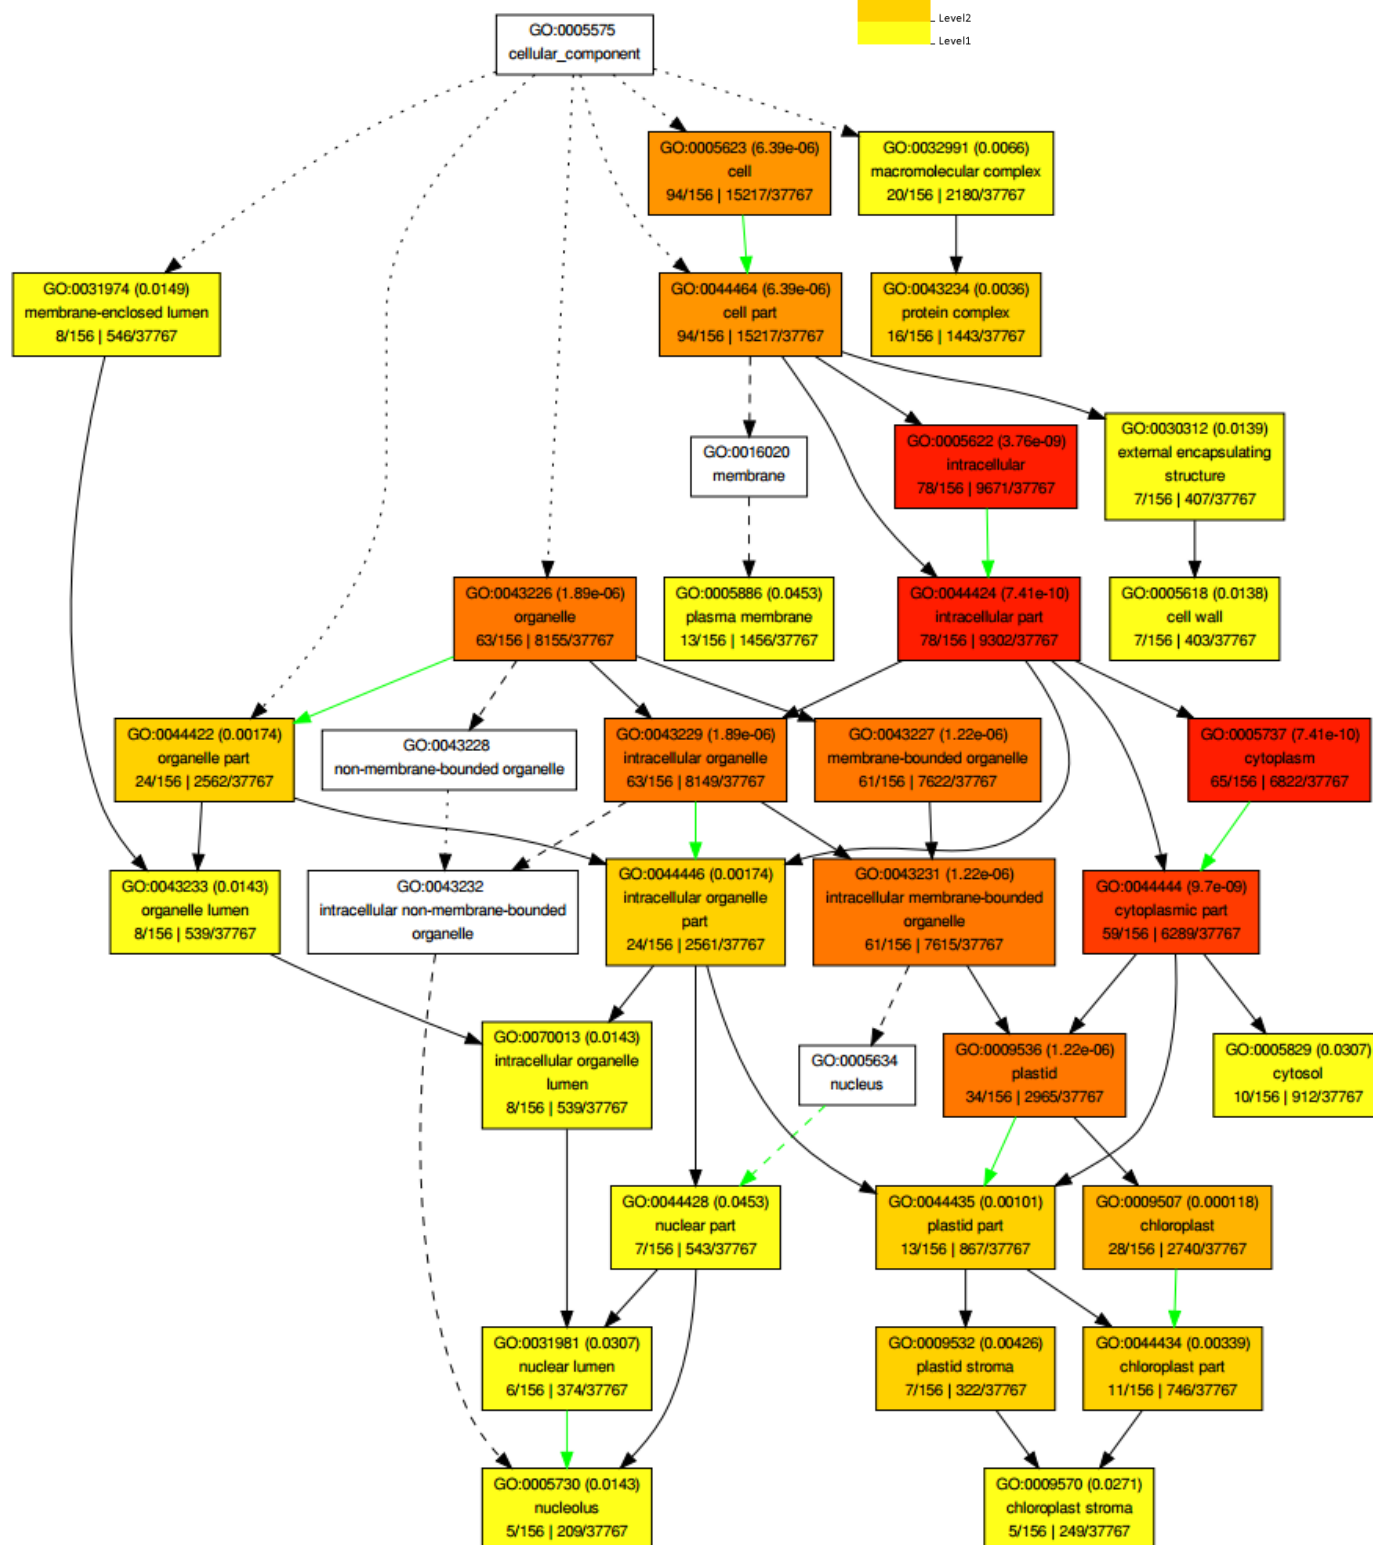 Level2
Level1
GO:0005575
cellular_component
GO:0005623 (6.39e-06)
cell
94/156 | 15217/37767
GO:0032991 (0.0066)
macromolecular complex
20/156 | 2180/37767
GO:0031974 (0.0149)
membrane-enclosed lumen
8/156 | 546/37767
GO:0044464 (6.39e-06)
cell part
94/156 | 15217/37767
GO:0043234 (0.0036)
protein complex
16/156 | 1443/37767
GO:0016020
membrane
GO:0005622 (3.76e-09)
intracellular
78/156 | 9671/37767
GO:0030312 (0.0139)
external encapsulating
structure
7/156 | 407/37767
GO:0043226 (1.89e-06)
organelle
63/156 | 8155/37767
GO:0005886 (0.0453)
plasma membrane
13/156 | 1456/37767
GO:0044424 (7.41e-10)
intracellular part
78/156 | 9302/37767
GO:0005618 (0.0138)
cell wall
7/156 | 403/37767
GO:0044422 (0.00174)
organelle part
24/156 | 2562/37767
GO:0043228
non-membrane-bounded organelle
GO:0043229 (1.89e-06)
intracellular organelle
63/156 | 8149/37767
GO:0043227 (1.22e-06)
membrane-bounded organelle
61/156 | 7622/37767
GO:0005737 (7.41e-10)
cytoplasm
65/156 | 6822/37767
GO:0043233 (0.0143)
organelle lumen
8/156 | 539/37767
GO:0043232
intracellular non-membrane-bounded
organelle
GO:0044446 (0.00174)
intracellular organelle
part
24/156 | 2561/37767
GO:0043231 (1.22e-06)
intracellular membrane-bounded
organelle
61/156 | 7615/37767
GO:0044444 (9.7e-09)
cytoplasmic part
59/156 | 6289/37767
GO:0070013 (0.0143)
intracellular organelle
lumen
8/156 | 539/37767
GO:0005634
nucleus
GO:0009536 (1.22e-06)
plastid
34/156 | 2965/37767
GO:0005829 (0.0307)
cytosol
10/156 | 912/37767
GO:0044428 (0.0453)
nuclear part
7/156 | 543/37767
GO:0044435 (0.00101)
plastid part
13/156 | 867/37767
GO:0009507 (0.000118)
chloroplast
28/156 | 2740/37767
GO:0031981 (0.0307)
nuclear lumen
6/156 | 374/37767
GO:0009532 (0.00426)
plastid stroma
7/156 | 322/37767
GO:0044434 (0.00339)
chloroplast part
11/156 | 746/37767
GO:0005730 (0.0143)
nucleolus
5/156 | 209/37767
GO:0009570 (0.0271)
chloroplast stroma
5/156 | 249/37767